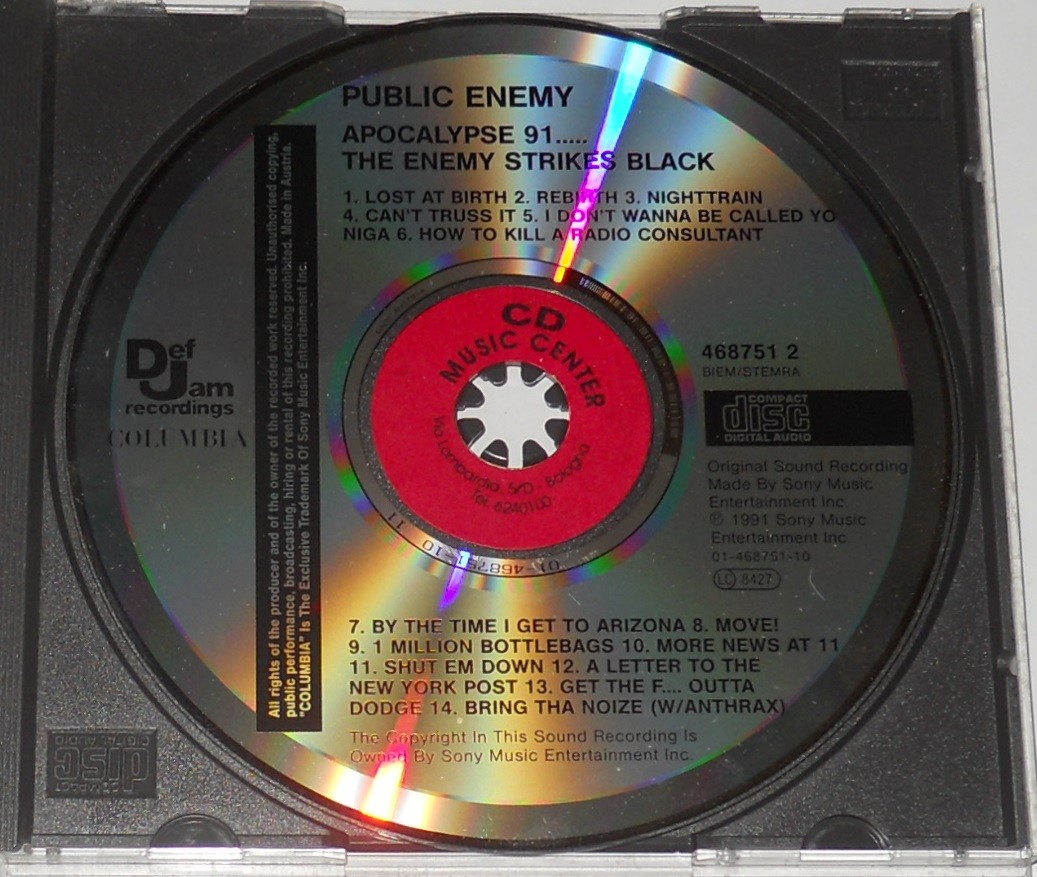 PUBLIC ENEMY
APOCALYPSE 91.....
THE ENEMY STRIKES BLACK
1. LOST AT BIRTH 2. REBIRTH 3. NIGHTTRAIN
4. CAN'T TRUSS IT 5. I DON'T WANNA BE CALLED YO
NIGA 6. HOW TO KILL A RADIO CONSULTANT
All rights of the producer and of the owner of the recorded work reserved. Unauthorised copying,
public performance, broadcasting, hiring or rental of this recording prohibited. Made in Austria.
"COLUMBIA" Is The Exclusive Trademark Of Sony Music Entertainment Inc.
Def
Jam
recordings
COLUMBIA
CD
MUSIC CENTER
Via Lombardia, 5/D - Bologna
Tel. 6240100
01-468751-10 11
468751 2
BIEM/STEMRA
COMPACT
disc
DIGITAL AUDIO
Original Sound Recording
Made By Sony Music
Entertainment Inc.
℗ 1991 Sony Music
Entertainment Inc.
01-468751-10
LC 8427
7. BY THE TIME I GET TO ARIZONA 8. MOVE!
9. 1 MILLION BOTTLEBAGS 10. MORE NEWS AT 11
11. SHUT EM DOWN 12. A LETTER TO THE
NEW YORK POST 13. GET THE F.... OUTTA
DODGE 14. BRING THA NOIZE (W/ANTHRAX)
The Copyright In This Sound Recording Is
Owned By Sony Music Entertainment Inc.
COMPACT
disc
DIGITAL AUDIO